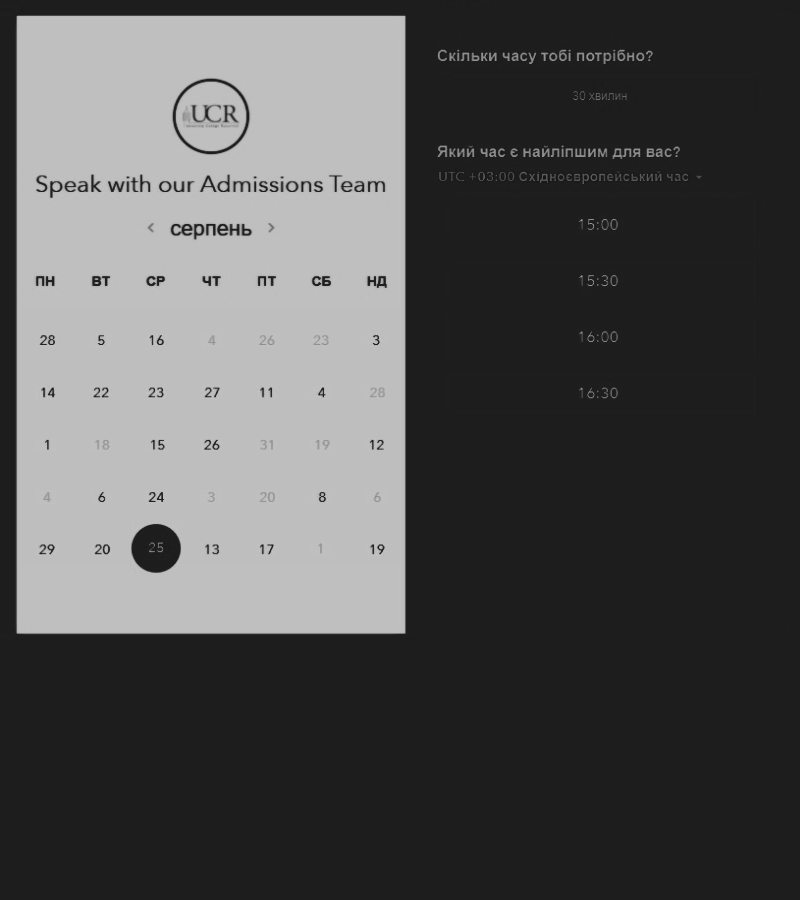 UCR
Speak with our Admissions Team
серпень
ПН ВТ СР ЧТ ПТ СБ НД
28 5 16 4 26 23 3
14 22 23 27 11 4 28
1 18 15 26 31 19 12
4 6 24 3 20 8 6
29 20 25 13 17 1 19
Скільки часу тобі потрібно?
30 хвилин
Який час є найліпшим для вас?
UTC +03:00 Східноєвропейський час
15:00
15:30
16:00
16:30